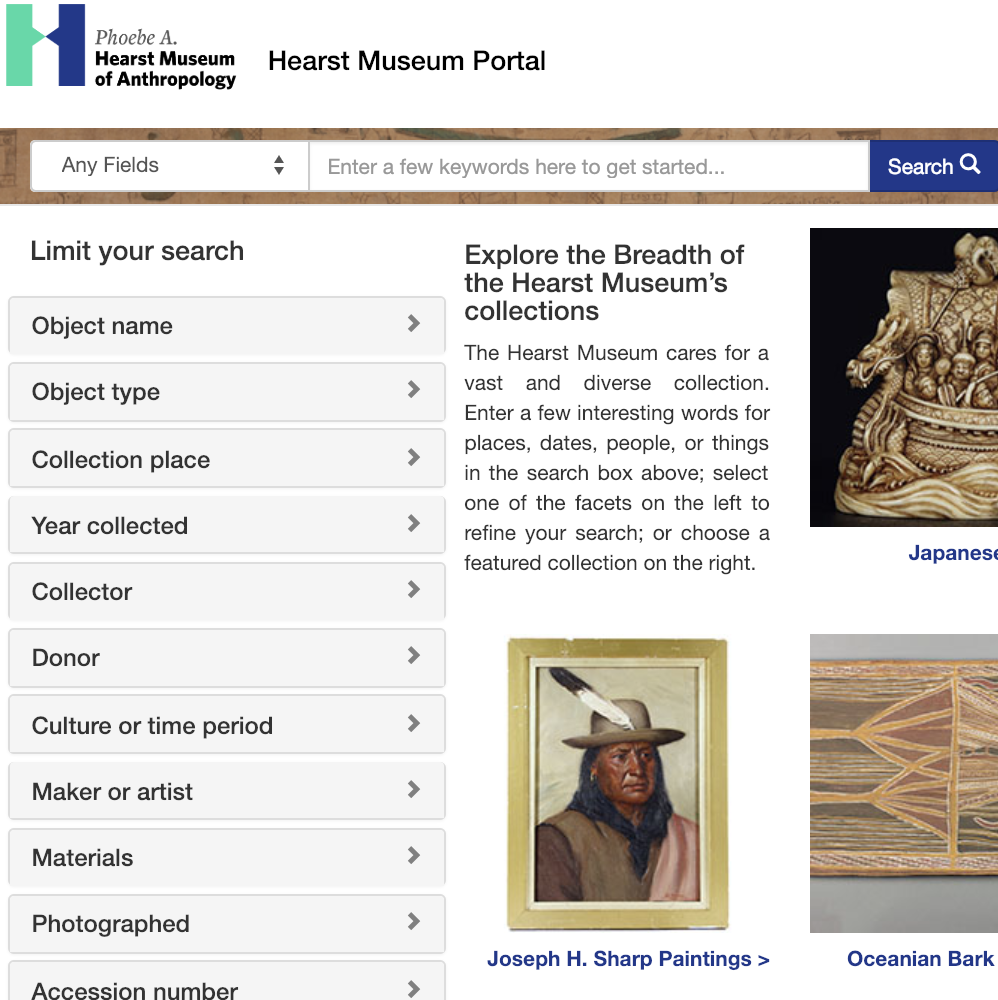 Phoebe A.
Hearst Museum
of Anthropology
Hearst Museum Portal
Any Fields
Enter a few keywords here to get started...
Search
Limit your search
Object name
Object type
Collection place
Year collected
Collector
Donor
Culture or time period
Maker or artist
Materials
Photographed
Accession number
Explore the Breadth of
the Hearst Museum’s
collections
The Hearst Museum cares for a
vast and diverse collection.
Enter a few interesting words for
places, dates, people, or things
in the search box above; select
one of the facets on the left to
refine your search; or choose a
featured collection on the right.
Japanese
Joseph H. Sharp Paintings >
Oceanian Bark